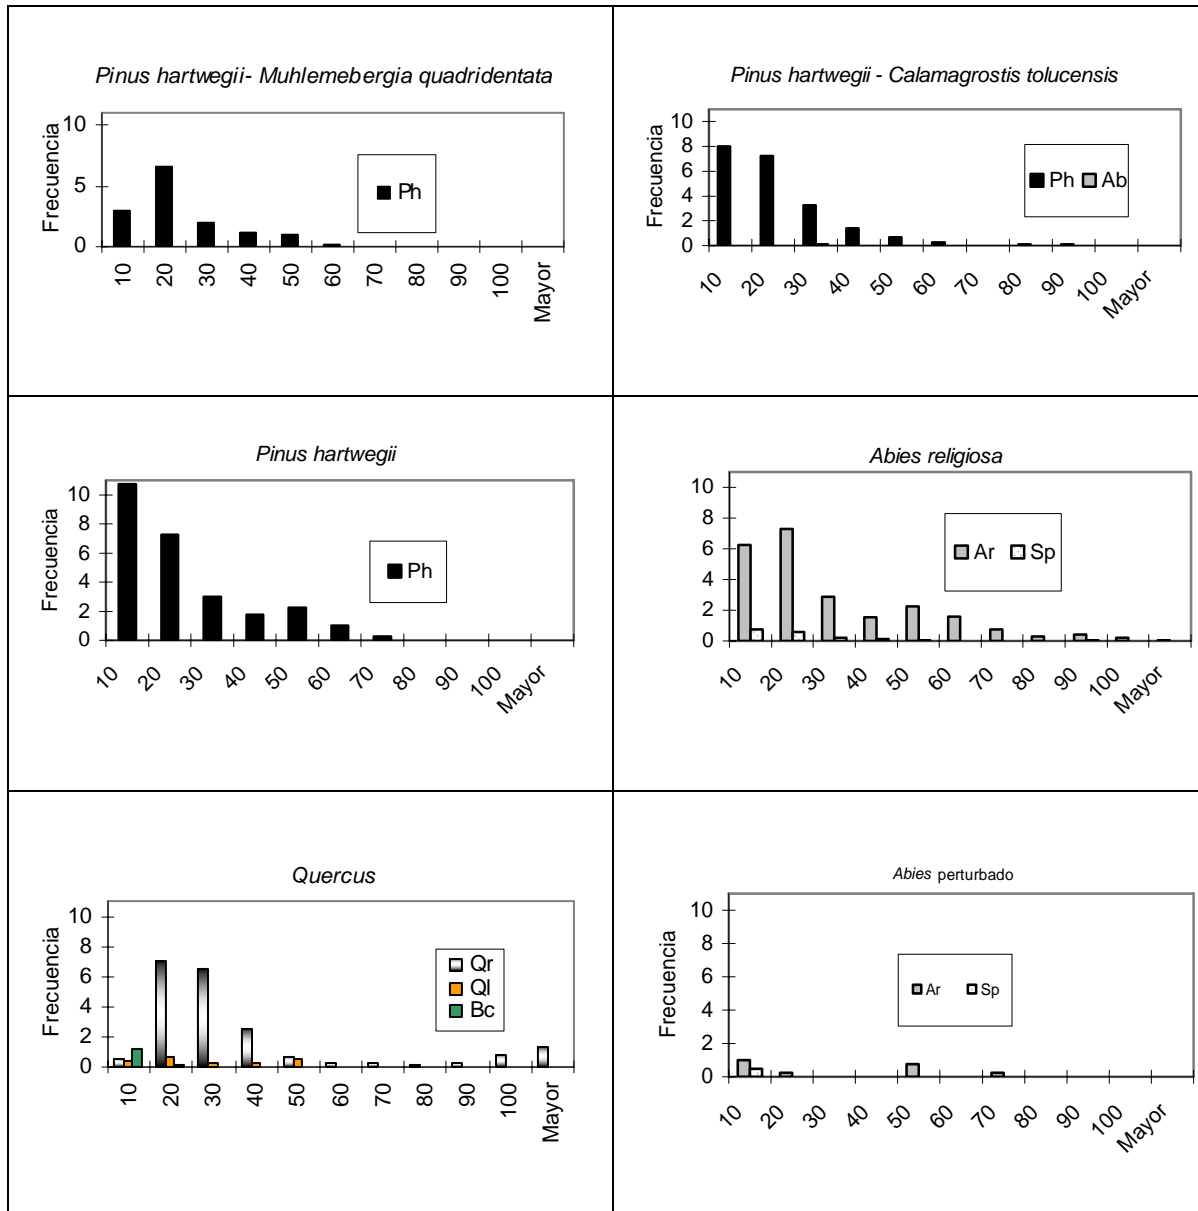 Pinus hartwegii- Muhlemebergia quadridentata
Frecuencia
10
5
0
Ph
10 20 30 40 50 60 70 80 90 100 Mayor
Pinus hartwegii - Calamagrostis tolucensis
Frecuencia
10
8
6
4
2
0
Ph Ab
10 20 30 40 50 60 70 80 90 100 Mayor
Pinus hartwegii
Frecuencia
10
8
6
4
2
0
Ph
10 20 30 40 50 60 70 80 90 100 Mayor
Abies religiosa
Frecuencia
10
8
6
4
2
0
Ar Sp
10 20 30 40 50 60 70 80 90 100 Mayor
Quercus
Frecuencia
10
8
6
4
2
0
Qr
Ql
Bc
10 20 30 40 50 60 70 80 90 100 Mayor
Abies perturbado
Frecuencia
10
8
6
4
2
0
Ar Sp
10 20 30 40 50 60 70 80 90 100 Mayor